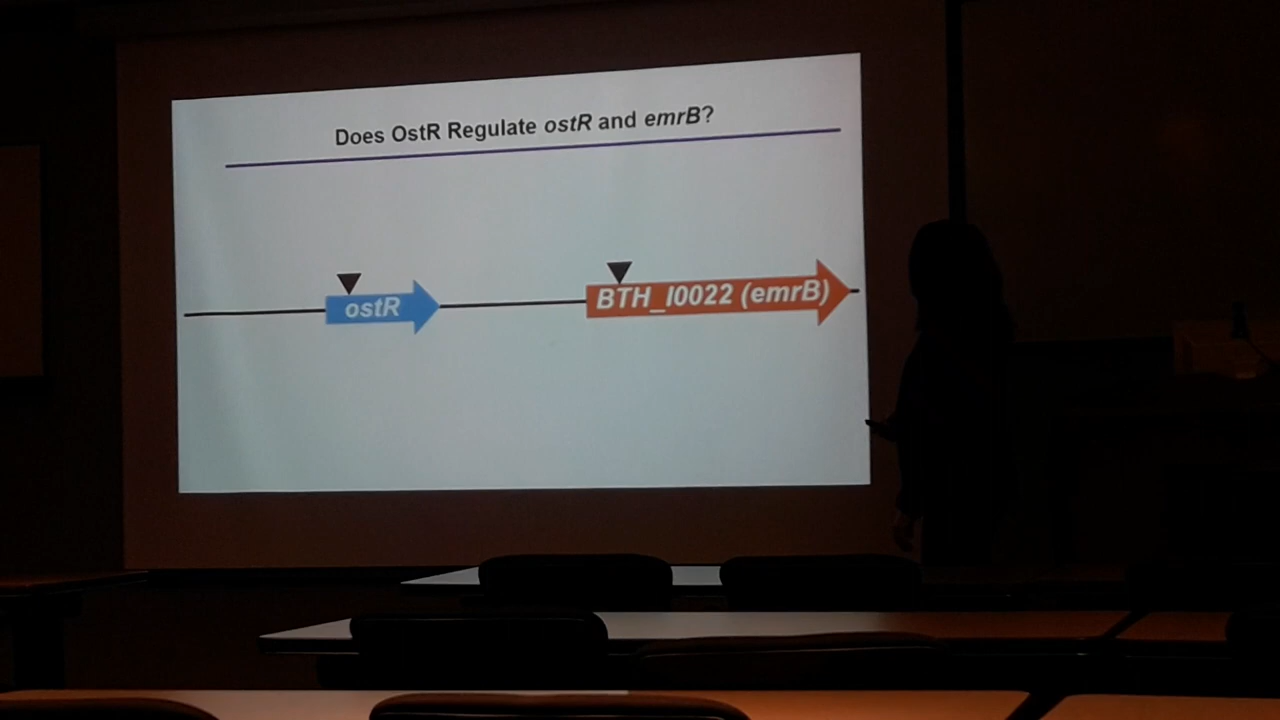 Does OstR Regulate ostR and emrB?
ostR
BTH_I0022 (emrB)